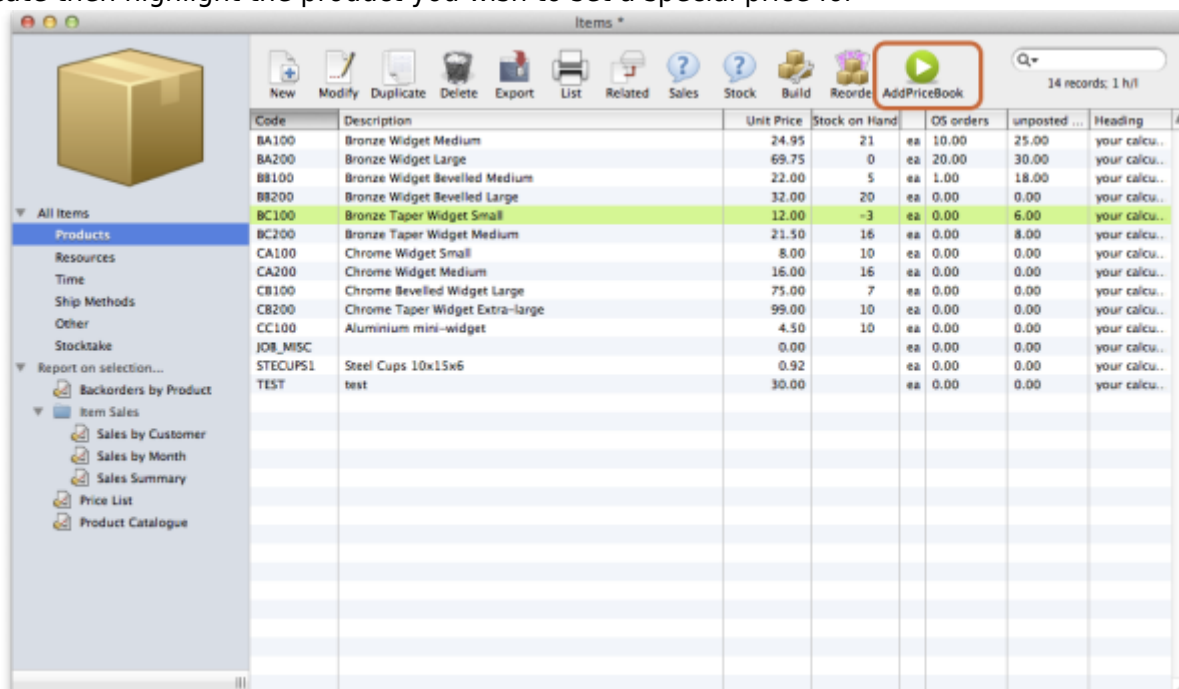 then highlight the product you wish to set a special price for
Items *
New Modify Duplicate Delete Export List Related Sales Stock Build Reorde AddPriceBook
14 records; 1 h/l
Code Description Unit Price Stock on Hand OS orders unposted ... Heading
BA100 Bronze Widget Medium 24.95 21 ea 10.00 25.00 your calcu..
BA200 Bronze Widget Large 69.75 0 ea 20.00 30.00 your calcu..
BB100 Bronze Widget Bevelled Medium 22.00 5 ea 1.00 18.00 your calcu..
BB200 Bronze Widget Bevelled Large 32.00 20 ea 0.00 0.00 your calcu..
BC100 Bronze Taper Widget Small 12.00 -3 ea 0.00 6.00 your calcu..
BC200 Bronze Taper Widget Medium 21.50 16 ea 0.00 8.00 your calcu..
CA100 Chrome Widget Small 8.00 10 ea 0.00 0.00 your calcu..
CA200 Chrome Widget Medium 16.00 16 ea 0.00 0.00 your calcu..
CB100 Chrome Bevelled Widget Large 75.00 7 ea 0.00 0.00 your calcu..
CB200 Chrome Taper Widget Extra-large 99.00 10 ea 0.00 0.00 your calcu..
CC100 Aluminium mini-widget 4.50 10 ea 0.00 0.00 your calcu..
JOB_MISC 0.00 ea 0.00 0.00 your calcu..
STECUPS1 Steel Cups 10x15x6 0.92 ea 0.00 0.00 your calcu..
TEST test 30.00 ea 0.00 0.00 your calcu..
All Items
Products
Resources
Time
Ship Methods
Other
Stocktake
Report on selection...
Backorders by Product
Item Sales
Sales by Customer
Sales by Month
Sales Summary
Price List
Product Catalogue